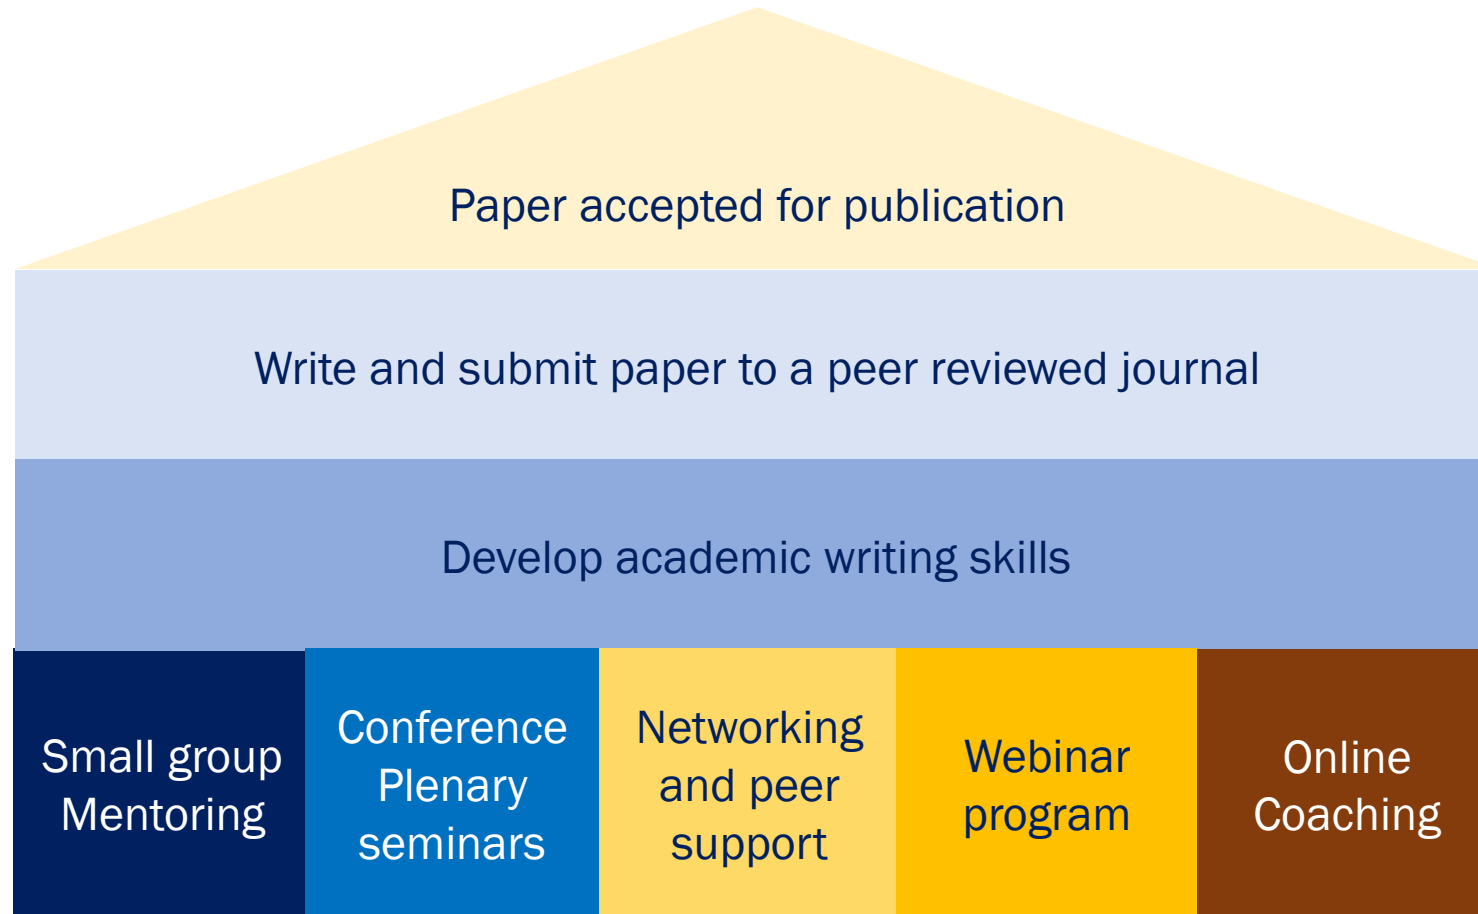 Paper accepted for publication
Write and submit paper to a peer reviewed journal
Develop academic writing skills
Small group
Mentoring
Conference
Plenary
seminars
Networking
and peer
support
Webinar
program
Online
Coaching